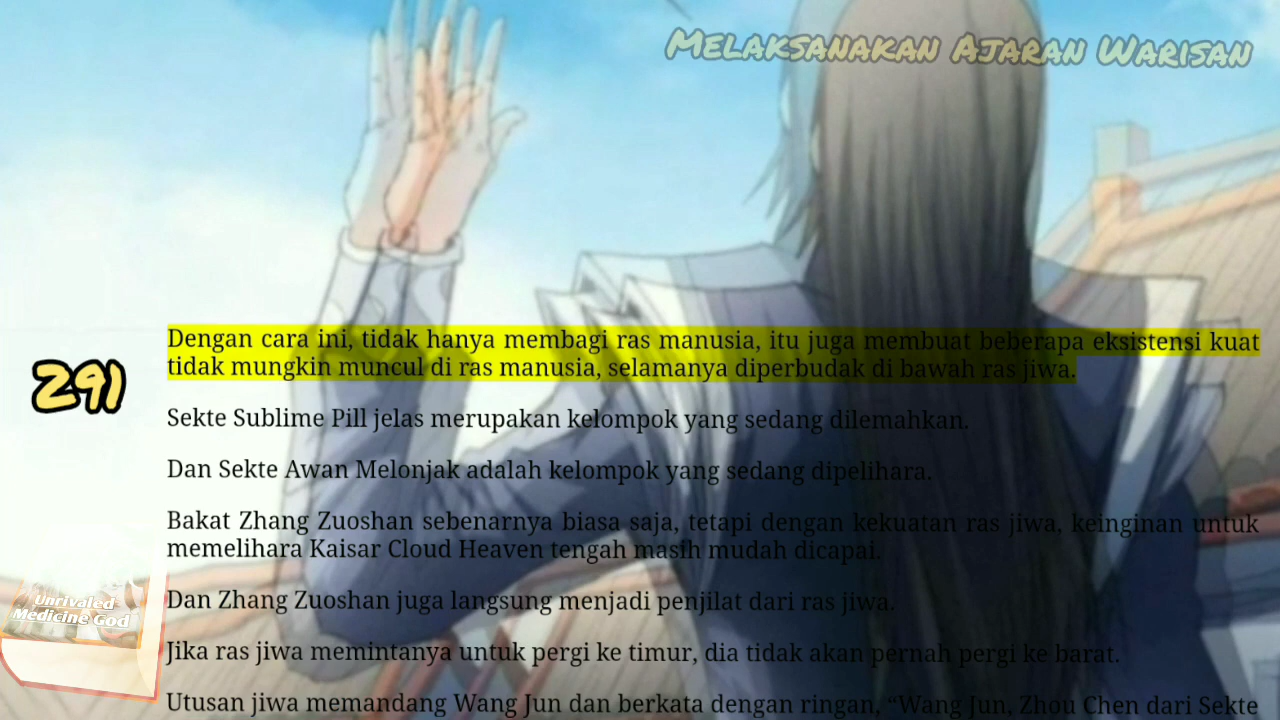 Melaksanakan Ajaran Warisan
Dengan cara ini, tidak hanya membagi ras manusia, itu juga membuat beberapa eksistensi kuat
tidak mungkin muncul di ras manusia, selamanya diperbudak di bawah ras jiwa.
291
Sekte Sublime Pill jelas merupakan kelompok yang sedang dilemahkan.
Dan Sekte Awan Melonjak adalah kelompok yang sedang dipelihara.
Bakat Zhang Zuoshan sebenarnya biasa saja, tetapi dengan kekuatan ras jiwa, keinginan untuk
memelihara Kaisar Cloud Heaven tengah masih mudah dicapai.
Dan Zhang Zuoshan juga langsung menjadi penjilat dari ras jiwa.
Unrivaled
Medicine God
Jika ras jiwa memintanya untuk pergi ke timur, dia tidak akan pernah pergi ke barat.
Utusan jiwa memandang Wang Jun dan berkata dengan ringan, “Wang Jun, Zhou Chen dari Sekte